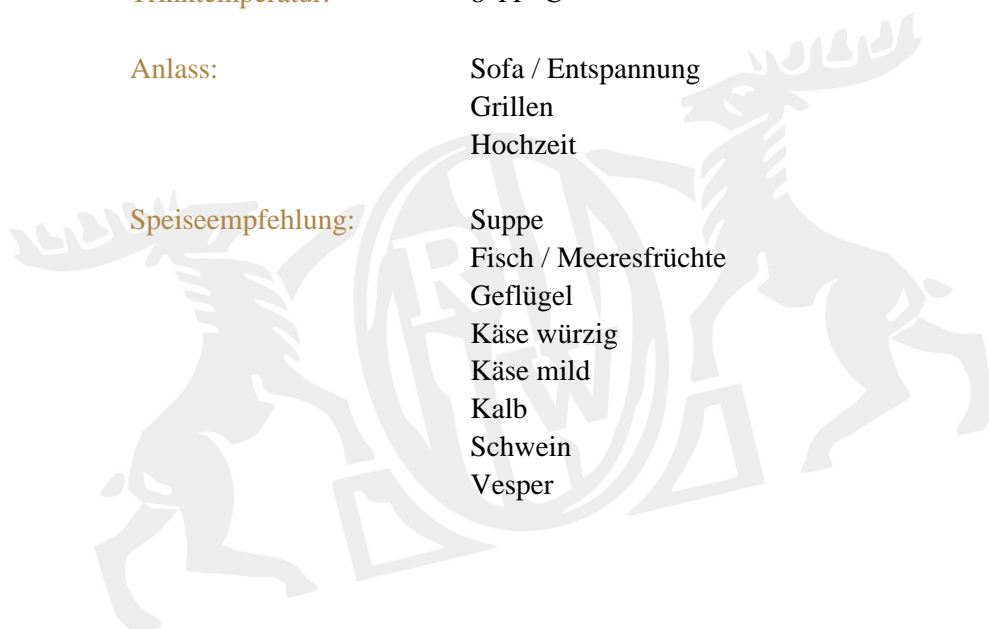 Anlass: Sofa / Entspannung
Grillen
Hochzeit
Speiseempfehlung: Suppe
Fisch / Meeresfrüchte
Geflügel
Käse würzig
Käse mild
Kalb
Schwein
Vesper
R
W